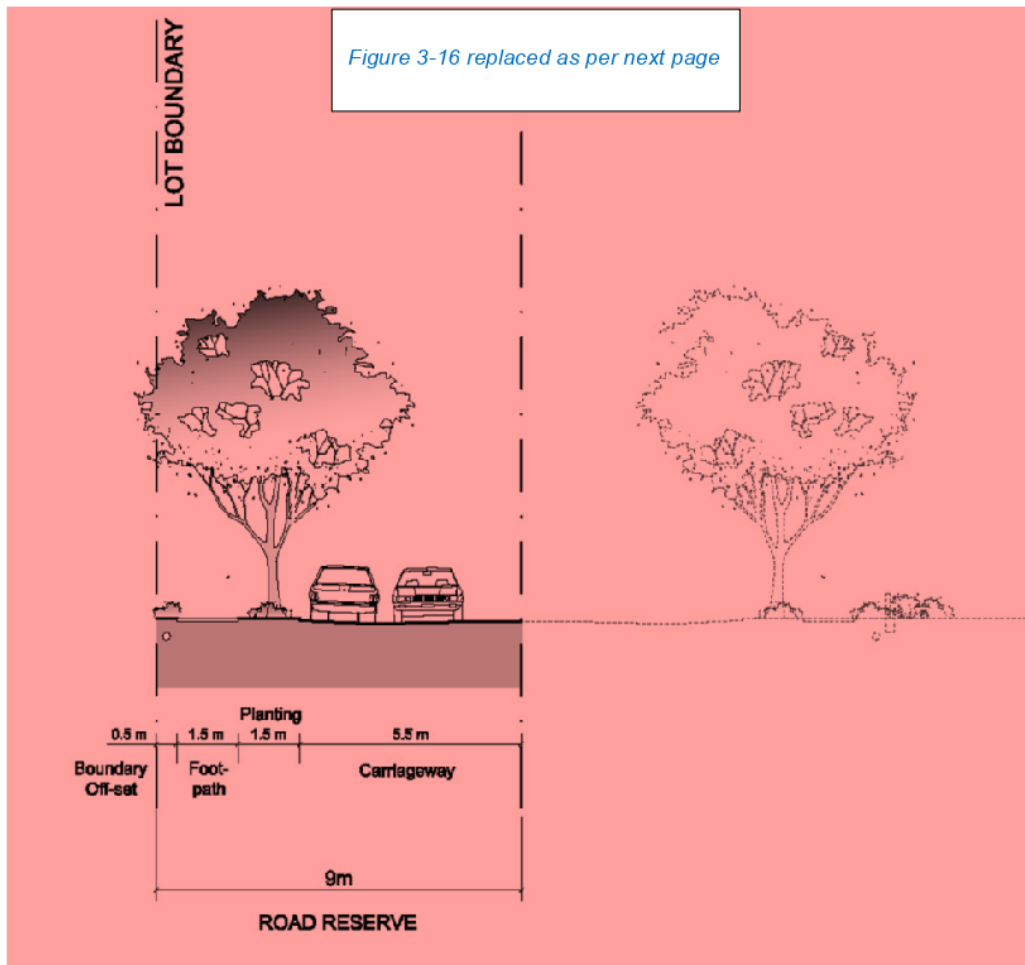 Figure 3-16 replaced as per next page
LOT BOUNDARY
Planting
0.5 m 1.5 m 1.5 m 5.5 m
Boundary
Off-set
Foot-
path
Carriageway
9m
ROAD RESERVE